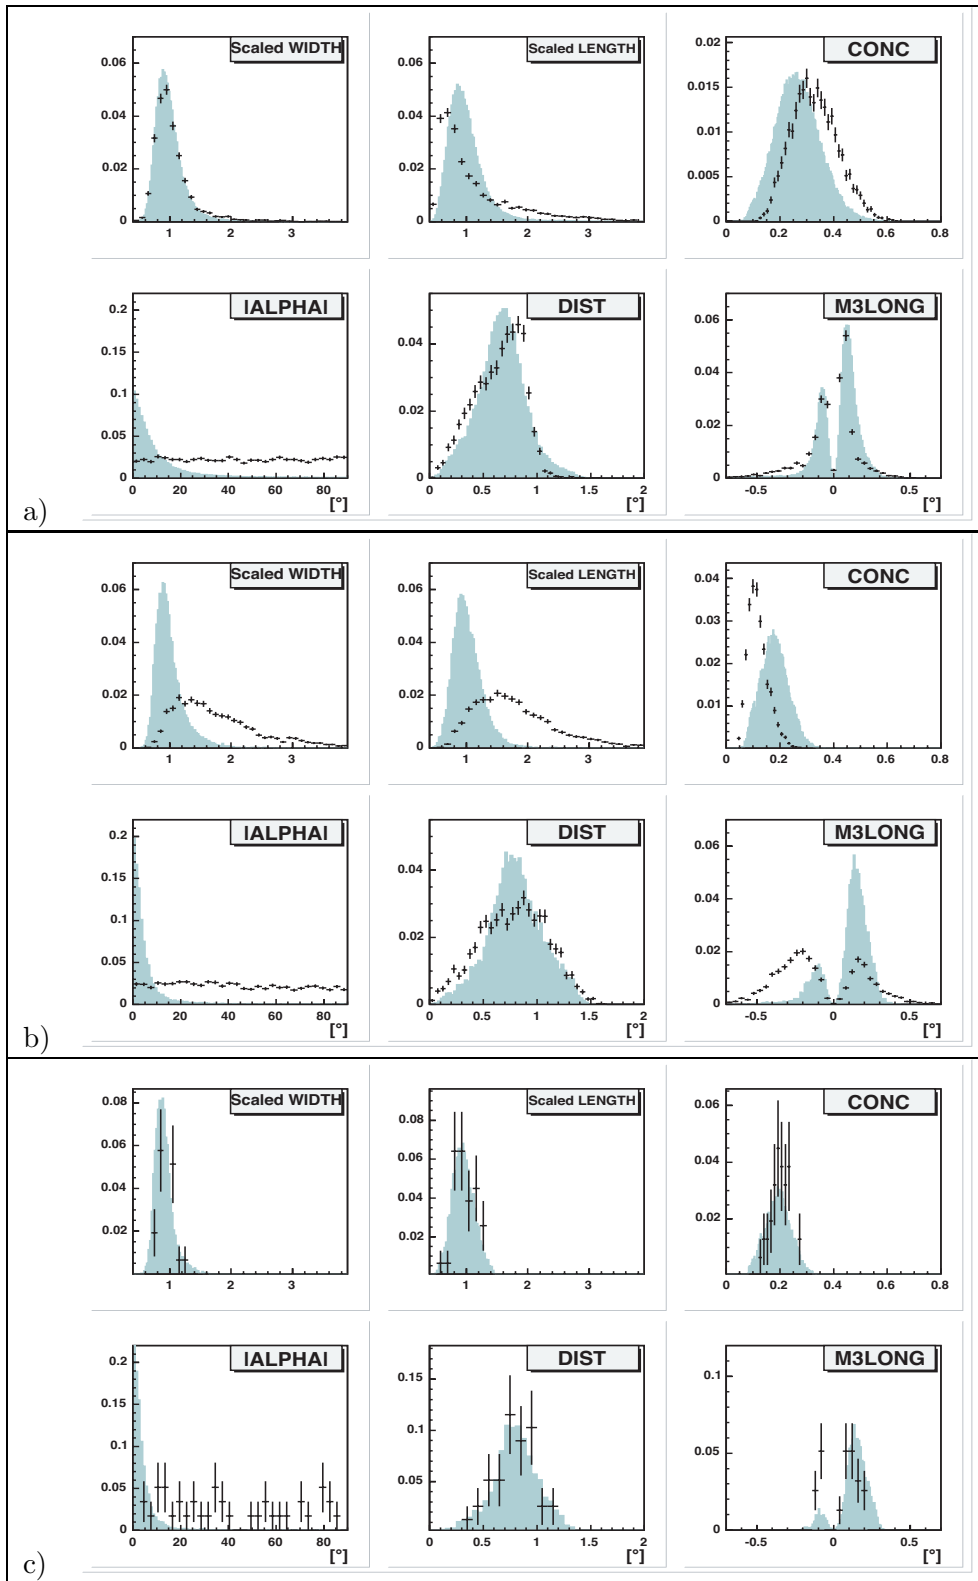 Scaled WIDTH
0.06
0.04
0.02
0
1 2 3
Scaled LENGTH
0.06
0.04
0.02
0
1 2 3
CONC
0.02
0.015
0.01
0.005
0
0 0.2 0.4 0.6 0.8
IALPHAI
0.2
0.15
0.1
0.05
0
0 20 40 60 80
[°]
DIST
0.04
0.02
0
0 0.5 1 1.5 2
[°]
M3LONG
0.06
0.04
0.02
0
-0.5 0 0.5
[°]
a)
Scaled WIDTH
0.06
0.04
0.02
0
1 2 3
Scaled LENGTH
0.06
0.04
0.02
0
1 2 3
CONC
0.04
0.03
0.02
0.01
0 0.2 0.4 0.6 0.8
IALPHAI
0.2
0.15
0.1
0.05
0
0 20 40 60 80
[°]
DIST
0.04
0.02
0
0 0.5 1 1.5 2
[°]
M3LONG
0.06
0.04
0.02
0
-0.5 0 0.5
[°]
b)
Scaled WIDTH
0.08
0.06
0.04
0.02
1 2 3
Scaled LENGTH
0.08
0.06
0.04
0.02
1 2 3
CONC
0.06
0.04
0.02
0 0.2 0.4 0.6 0.8
IALPHAI
0.2
0.15
0.1
0.05
0
0 20 40 60 80
[°]
DIST
0.15
0.1
0.05
0 0.5 1 1.5 2
[°]
M3LONG
0.1
0.05
0
-0.5 0 0.5
[°]
c)